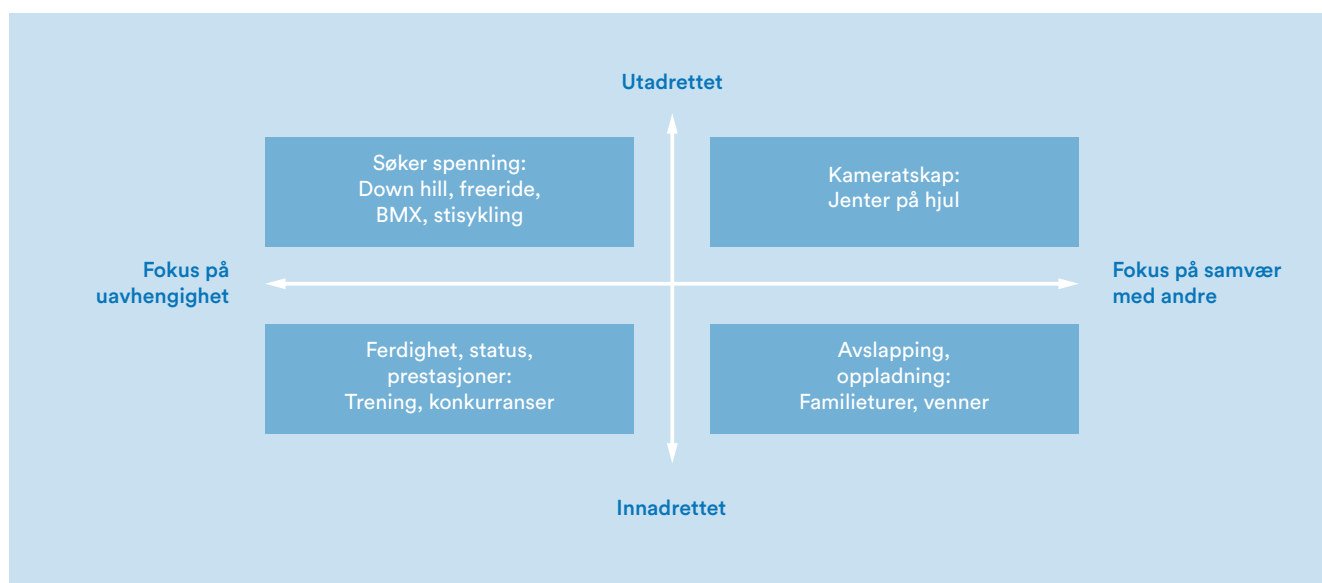 Utadrettet
Søker spenning:
Down hill, freeride,
BMX, stisykling
Kameratskap:
Jenter på hjul
Fokus på
uavhengighet
Fokus på samvær
med andre
Ferdighet, status,
prestasjoner:
Trening, konkurranser
Avslapping,
oppladning:
Familieturer, venner
Innadrettet